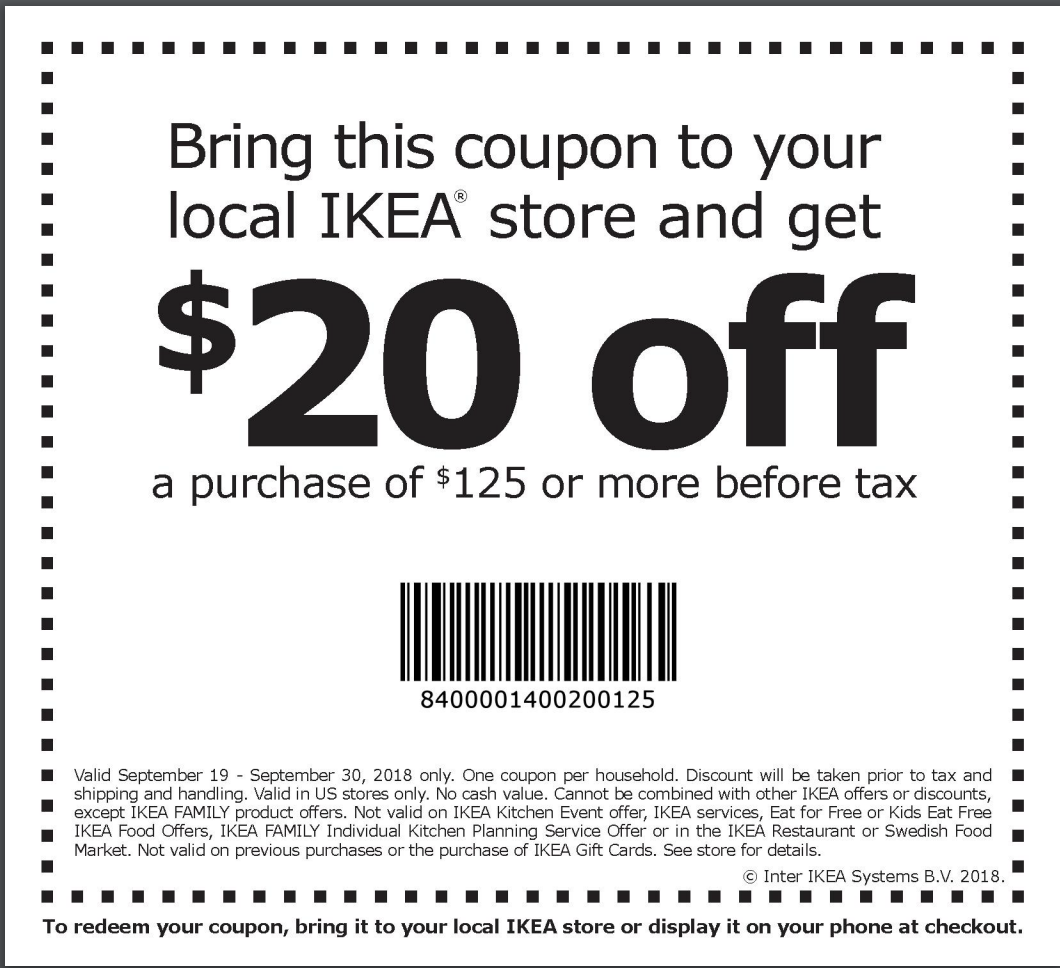 Bring this coupon to your
local IKEA® store and get
$20 off
a purchase of $125 or more before tax
8400001400200125
Valid September 19 - September 30, 2018 only. One coupon per household. Discount will be taken prior to tax and
shipping and handling. Valid in US stores only. No cash value. Cannot be combined with other IKEA offers or discounts,
except IKEA FAMILY product offers. Not valid on IKEA Kitchen Event offer, IKEA services, Eat for Free or Kids Eat Free
IKEA Food Offers, IKEA FAMILY Individual Kitchen Planning Service Offer or in the IKEA Restaurant or Swedish Food
Market. Not valid on previous purchases or the purchase of IKEA Gift Cards. See store for details.
© Inter IKEA Systems B.V. 2018.
To redeem your coupon, bring it to your local IKEA store or display it on your phone at checkout.